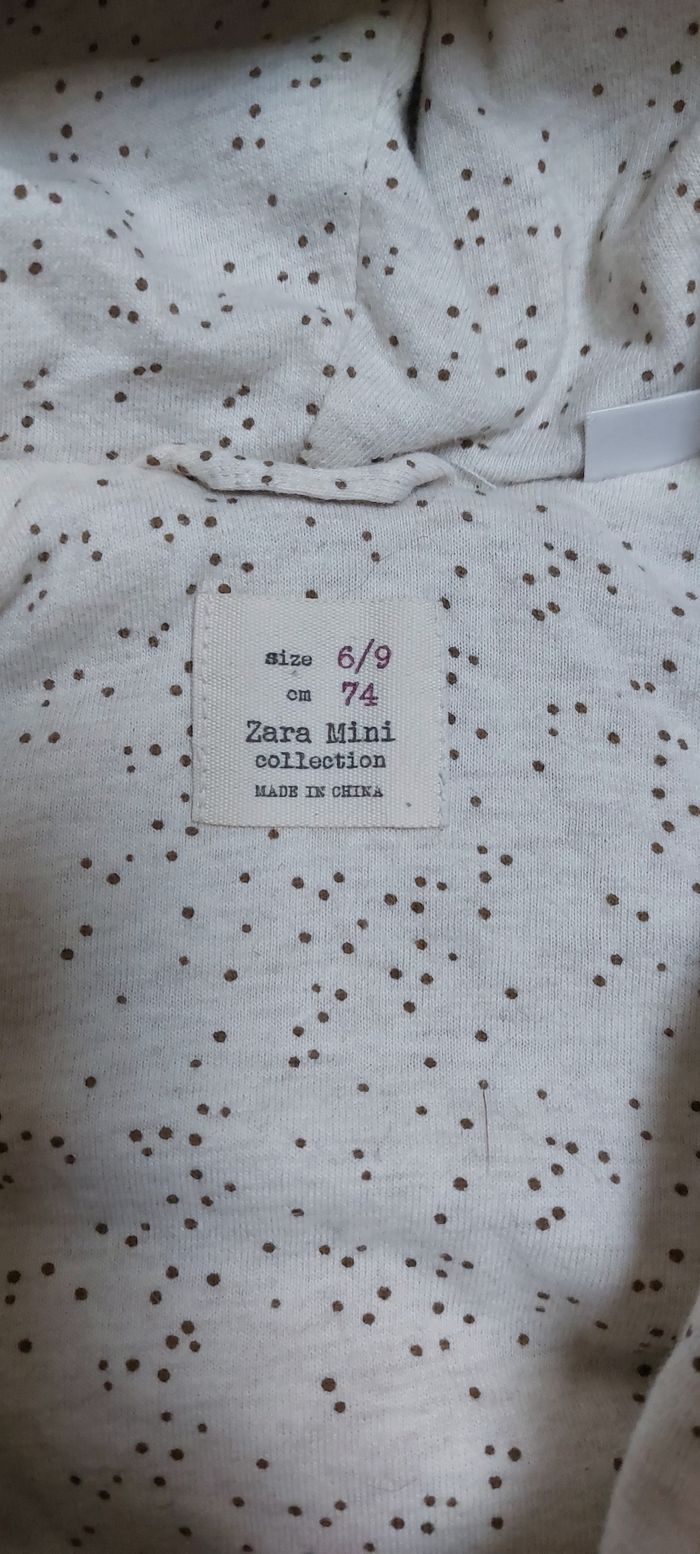 size 6/9
cm 74
Zara Mini
collection
MADE IN CHINA